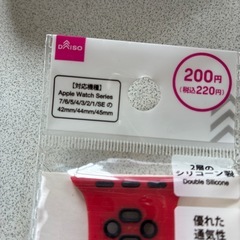 DAISO
【対応機種】
Apple Watch Series
7/6/5/4/3/2/1/SE の
42mm/44mm/45mm
200円
(税込220円)
2層の
シリコーン製
Double Silicone
優れた
通気性